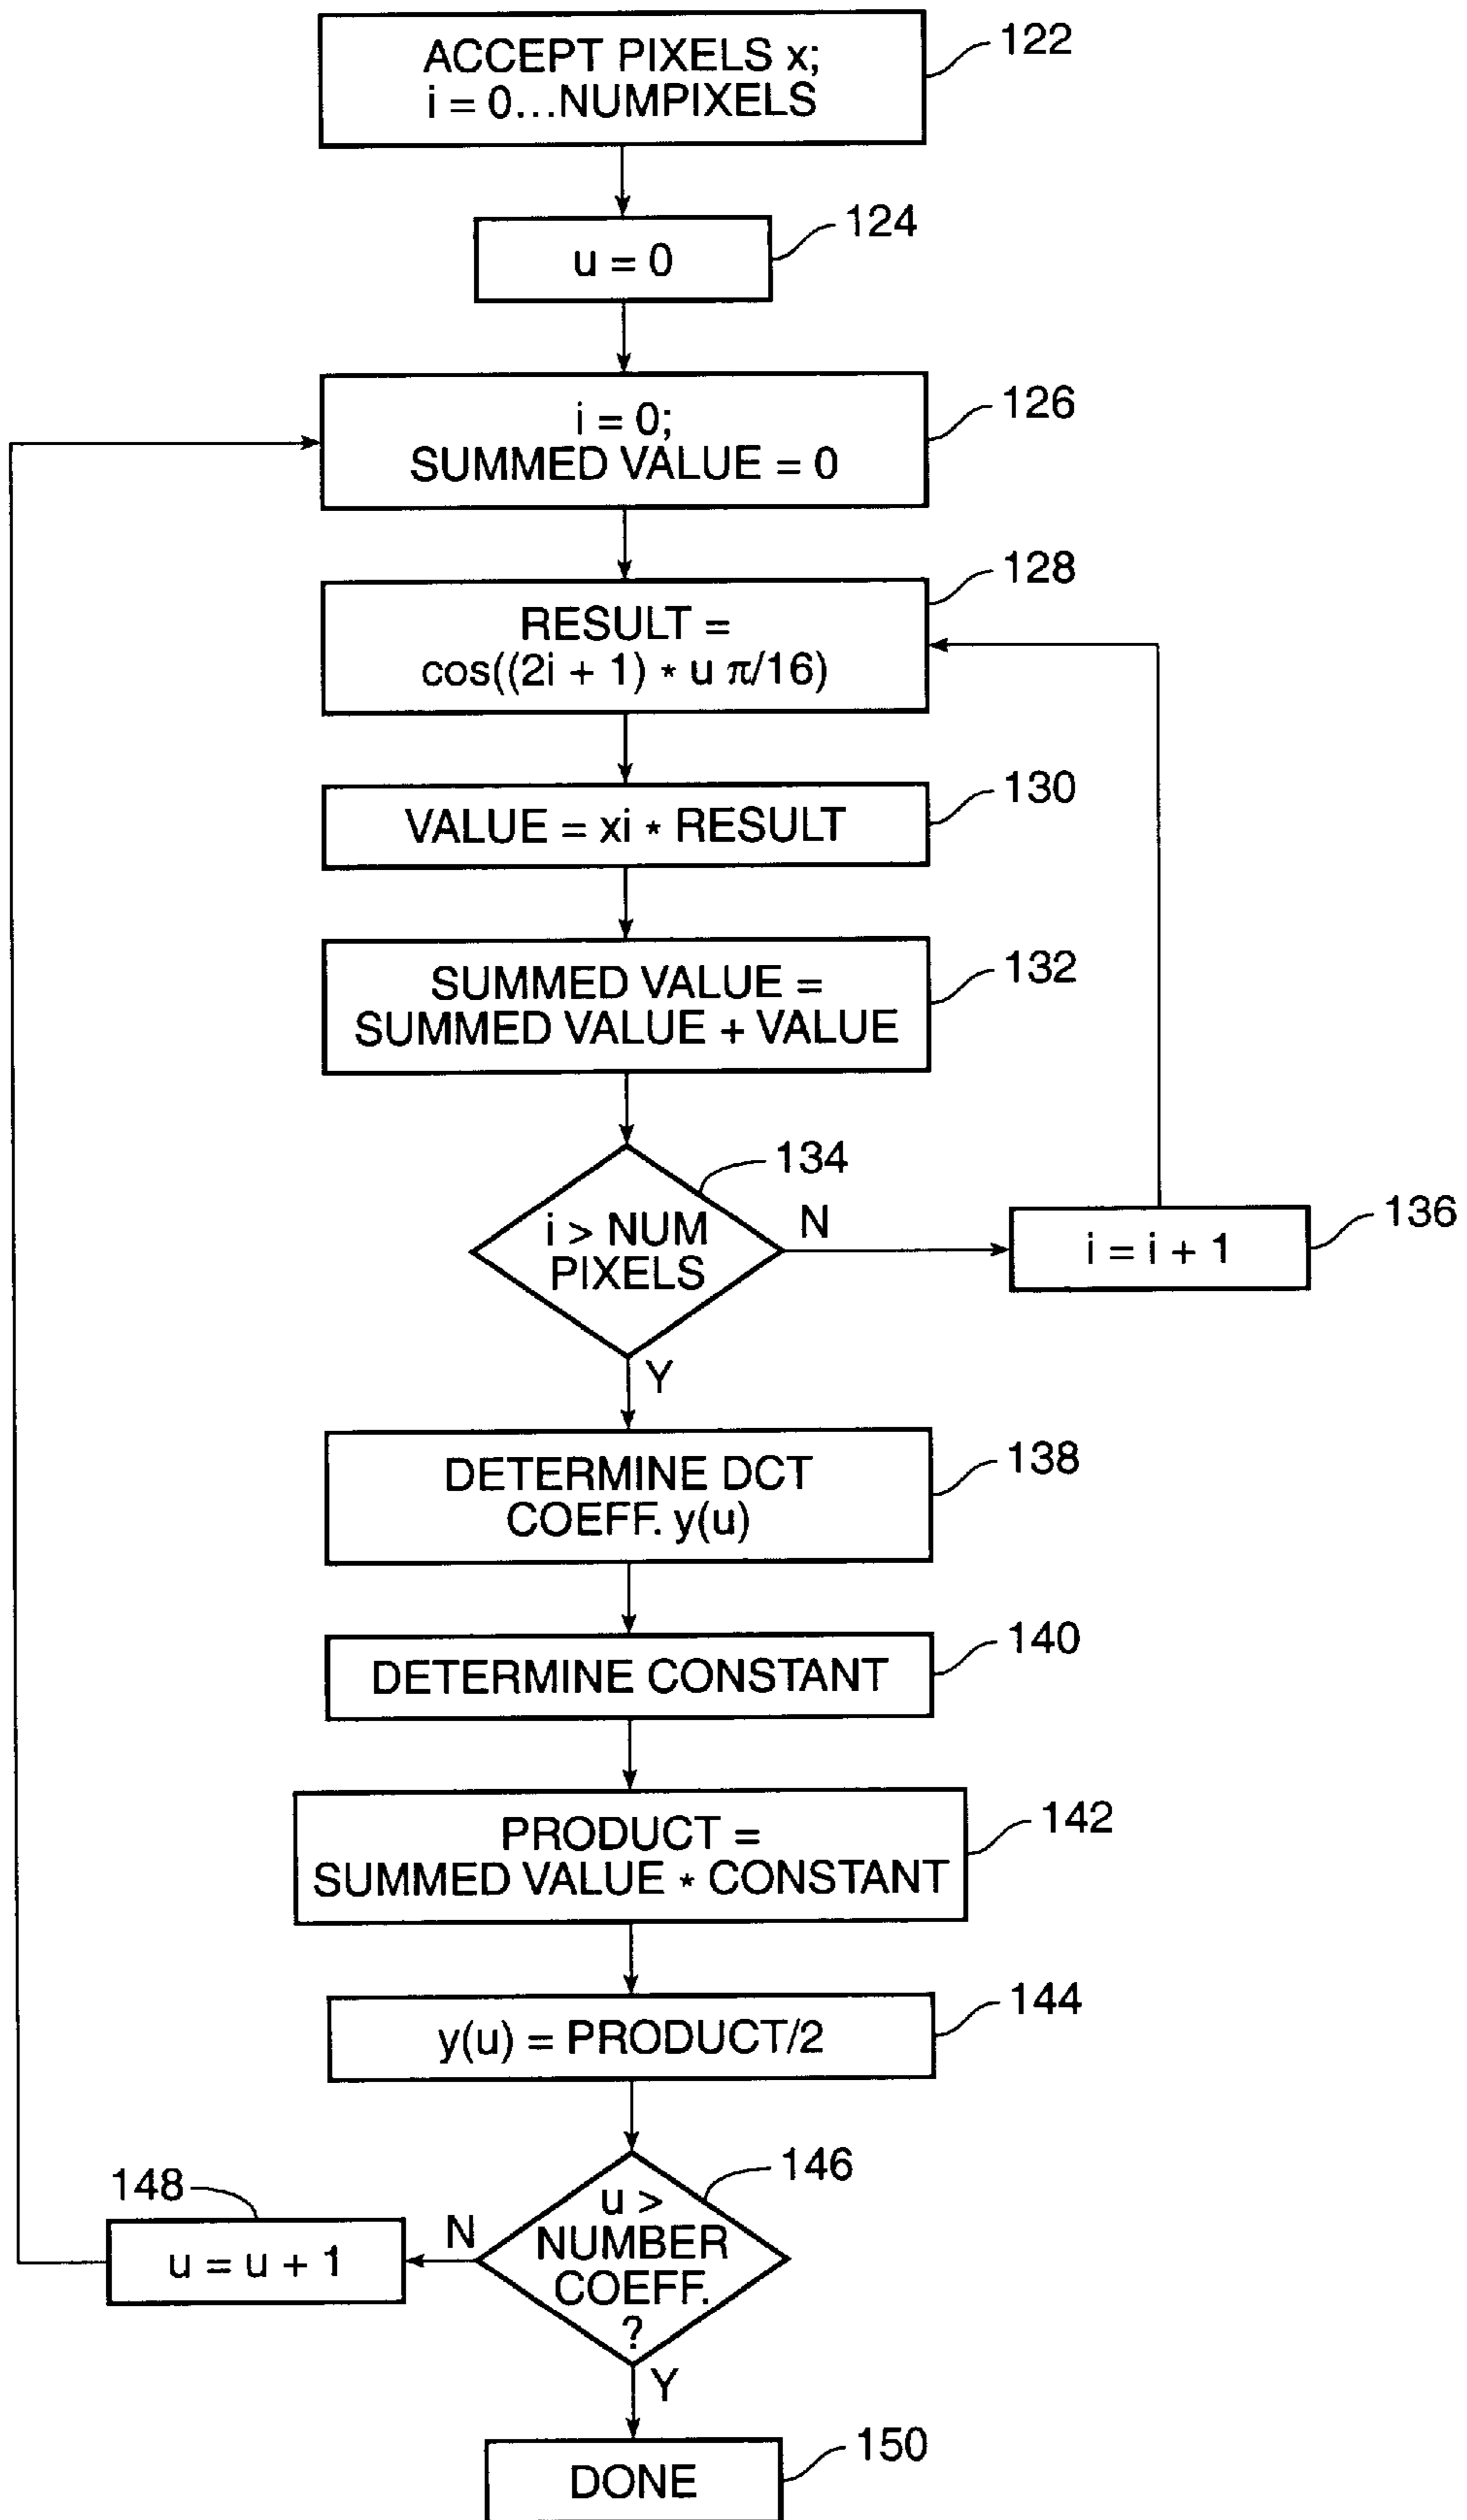 ACCEPT PIXELS x;
i = 0...NUMPIXELS
122
u = 0
124
i = 0;
SUMMED VALUE = 0
126
RESULT =
cos((2i + 1) * u π/16)
128
VALUE = xi * RESULT
130
SUMMED VALUE =
SUMMED VALUE + VALUE
132
i > NUM
PIXELS
134
N
i = i + 1
136
Y
DETERMINE DCT
COEFF. y(u)
138
DETERMINE CONSTANT
140
PRODUCT =
SUMMED VALUE * CONSTANT
142
y(u) = PRODUCT/2
144
u >
NUMBER
COEFF.
?
146
N
u = u + 1
148
Y
DONE
150